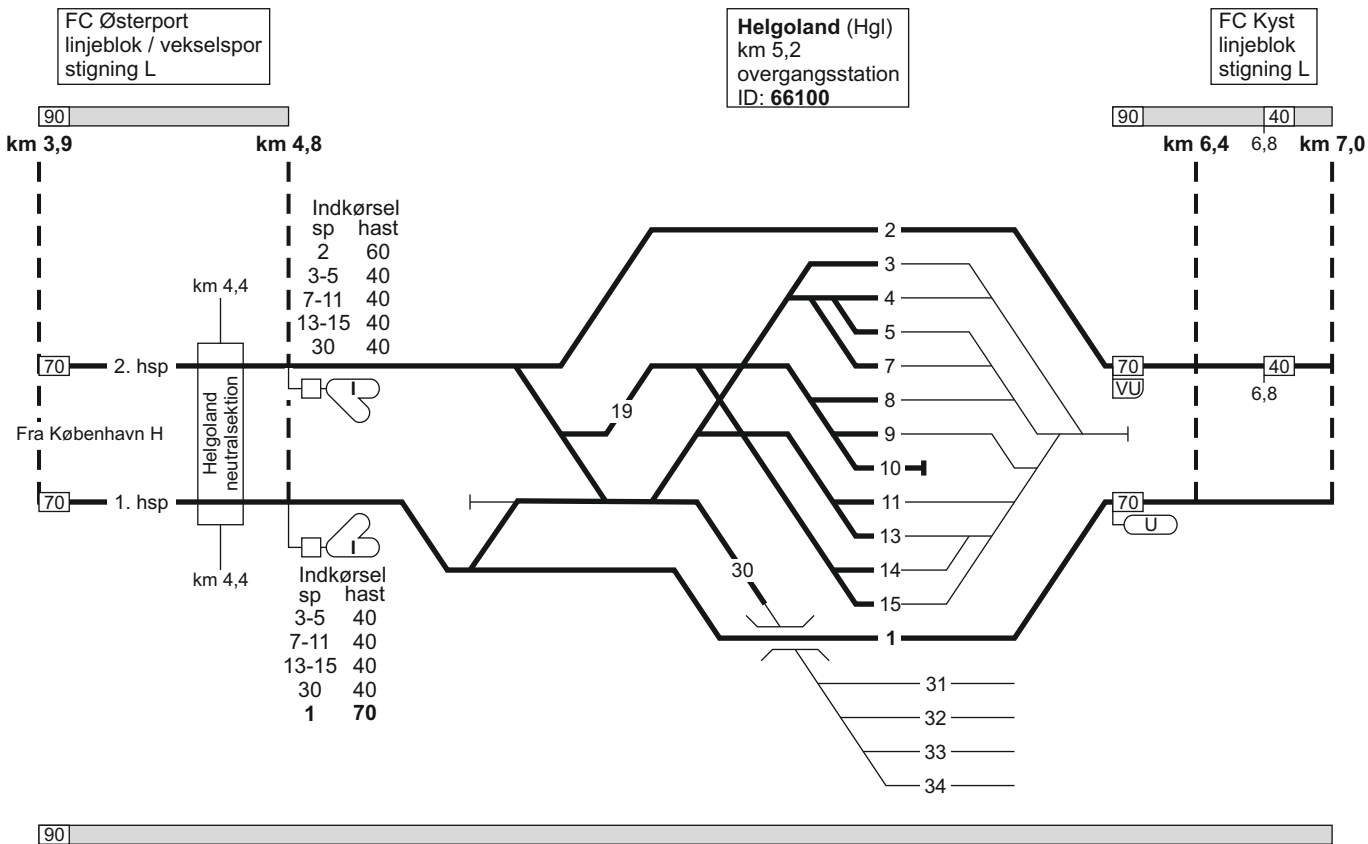 FC Østerport
linjeblok / vekselspor
stigning L
Helgoland (Hgl)
km 5,2
overgangsstation
ID: 66100
FC Kyst
linjeblok
stigning L
90
90
40
km 3,9
km 4,8
km 6,4
6,8
km 7,0
Indkørsel
sp hast
2 60
3-5 40
7-11 40
13-15 40
30 40
km 4,4
2
3
4
5
7
8
9
10
11
13
14
15
1
70
2. hsp
I
19
70
VU
40
6,8
Fra København H
Helgoland
neutralsektion
70
1. hsp
I
70
U
km 4,4
Indkørsel
sp hast
3-5 40
7-11 40
13-15 40
30 40
1 70
30
31
32
33
34
90